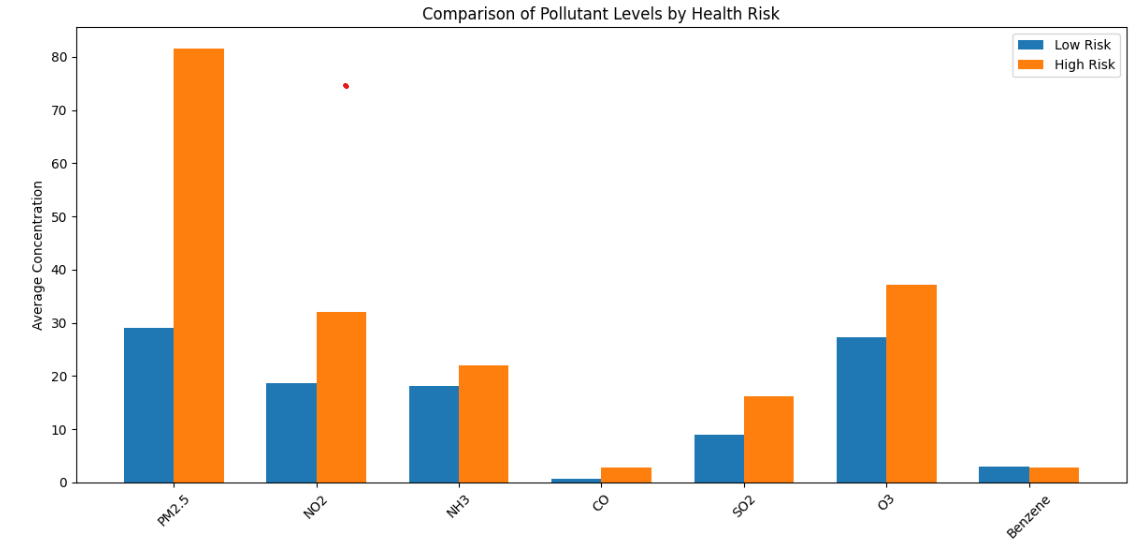 Comparison of Pollutant Levels by Health Risk
Low Risk
High Risk
80
70
60
50
40
30
20
10
0
Average Concentration
PM2.5
NO2
NH3
CO
SO2
O3
Benzene